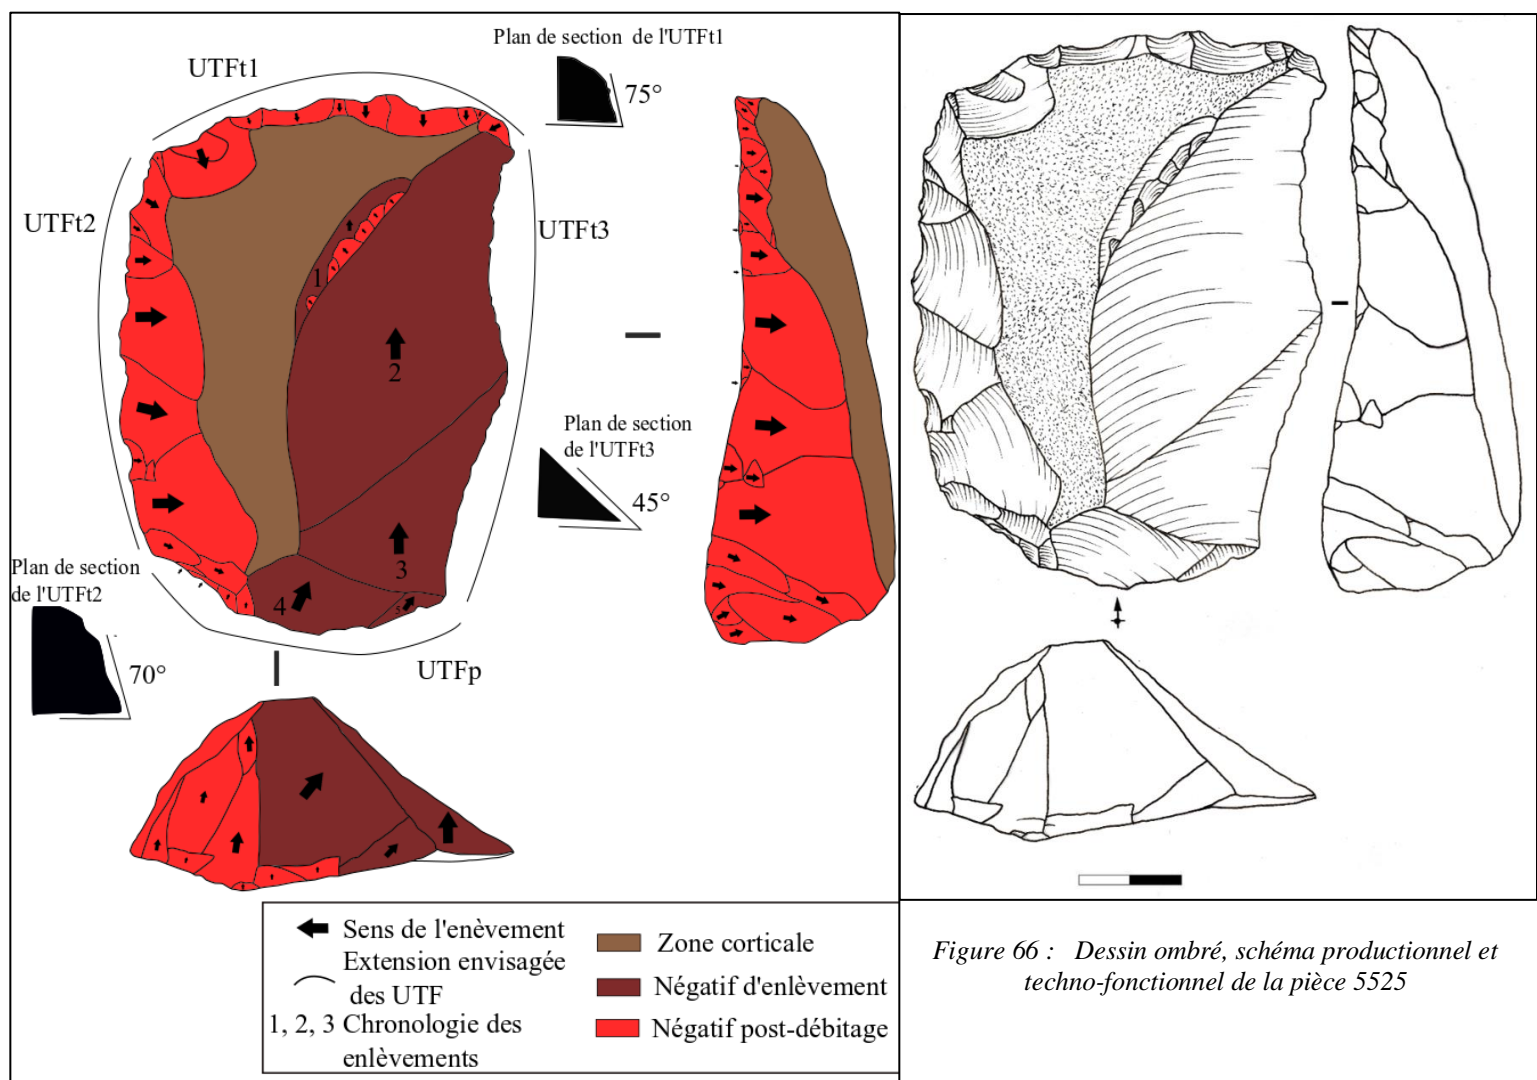 Plan de section de l'UTFt1
UTFt1
75°
UTFt2
UTFt3
1
2
Plan de section
de l'UTFt3
45°
3
4
5
Plan de section
de l'UTFt2
70°
UTFp
Sens de l'enèvement
Extension envisagée
des UTF
1, 2, 3 Chronologie des
enlèvements
Zone corticale
Négatif d'enlèvement
Négatif post-débitage
Figure 66 : Dessin ombré, schéma productionnel et
techno-fonctionnel de la pièce 5525